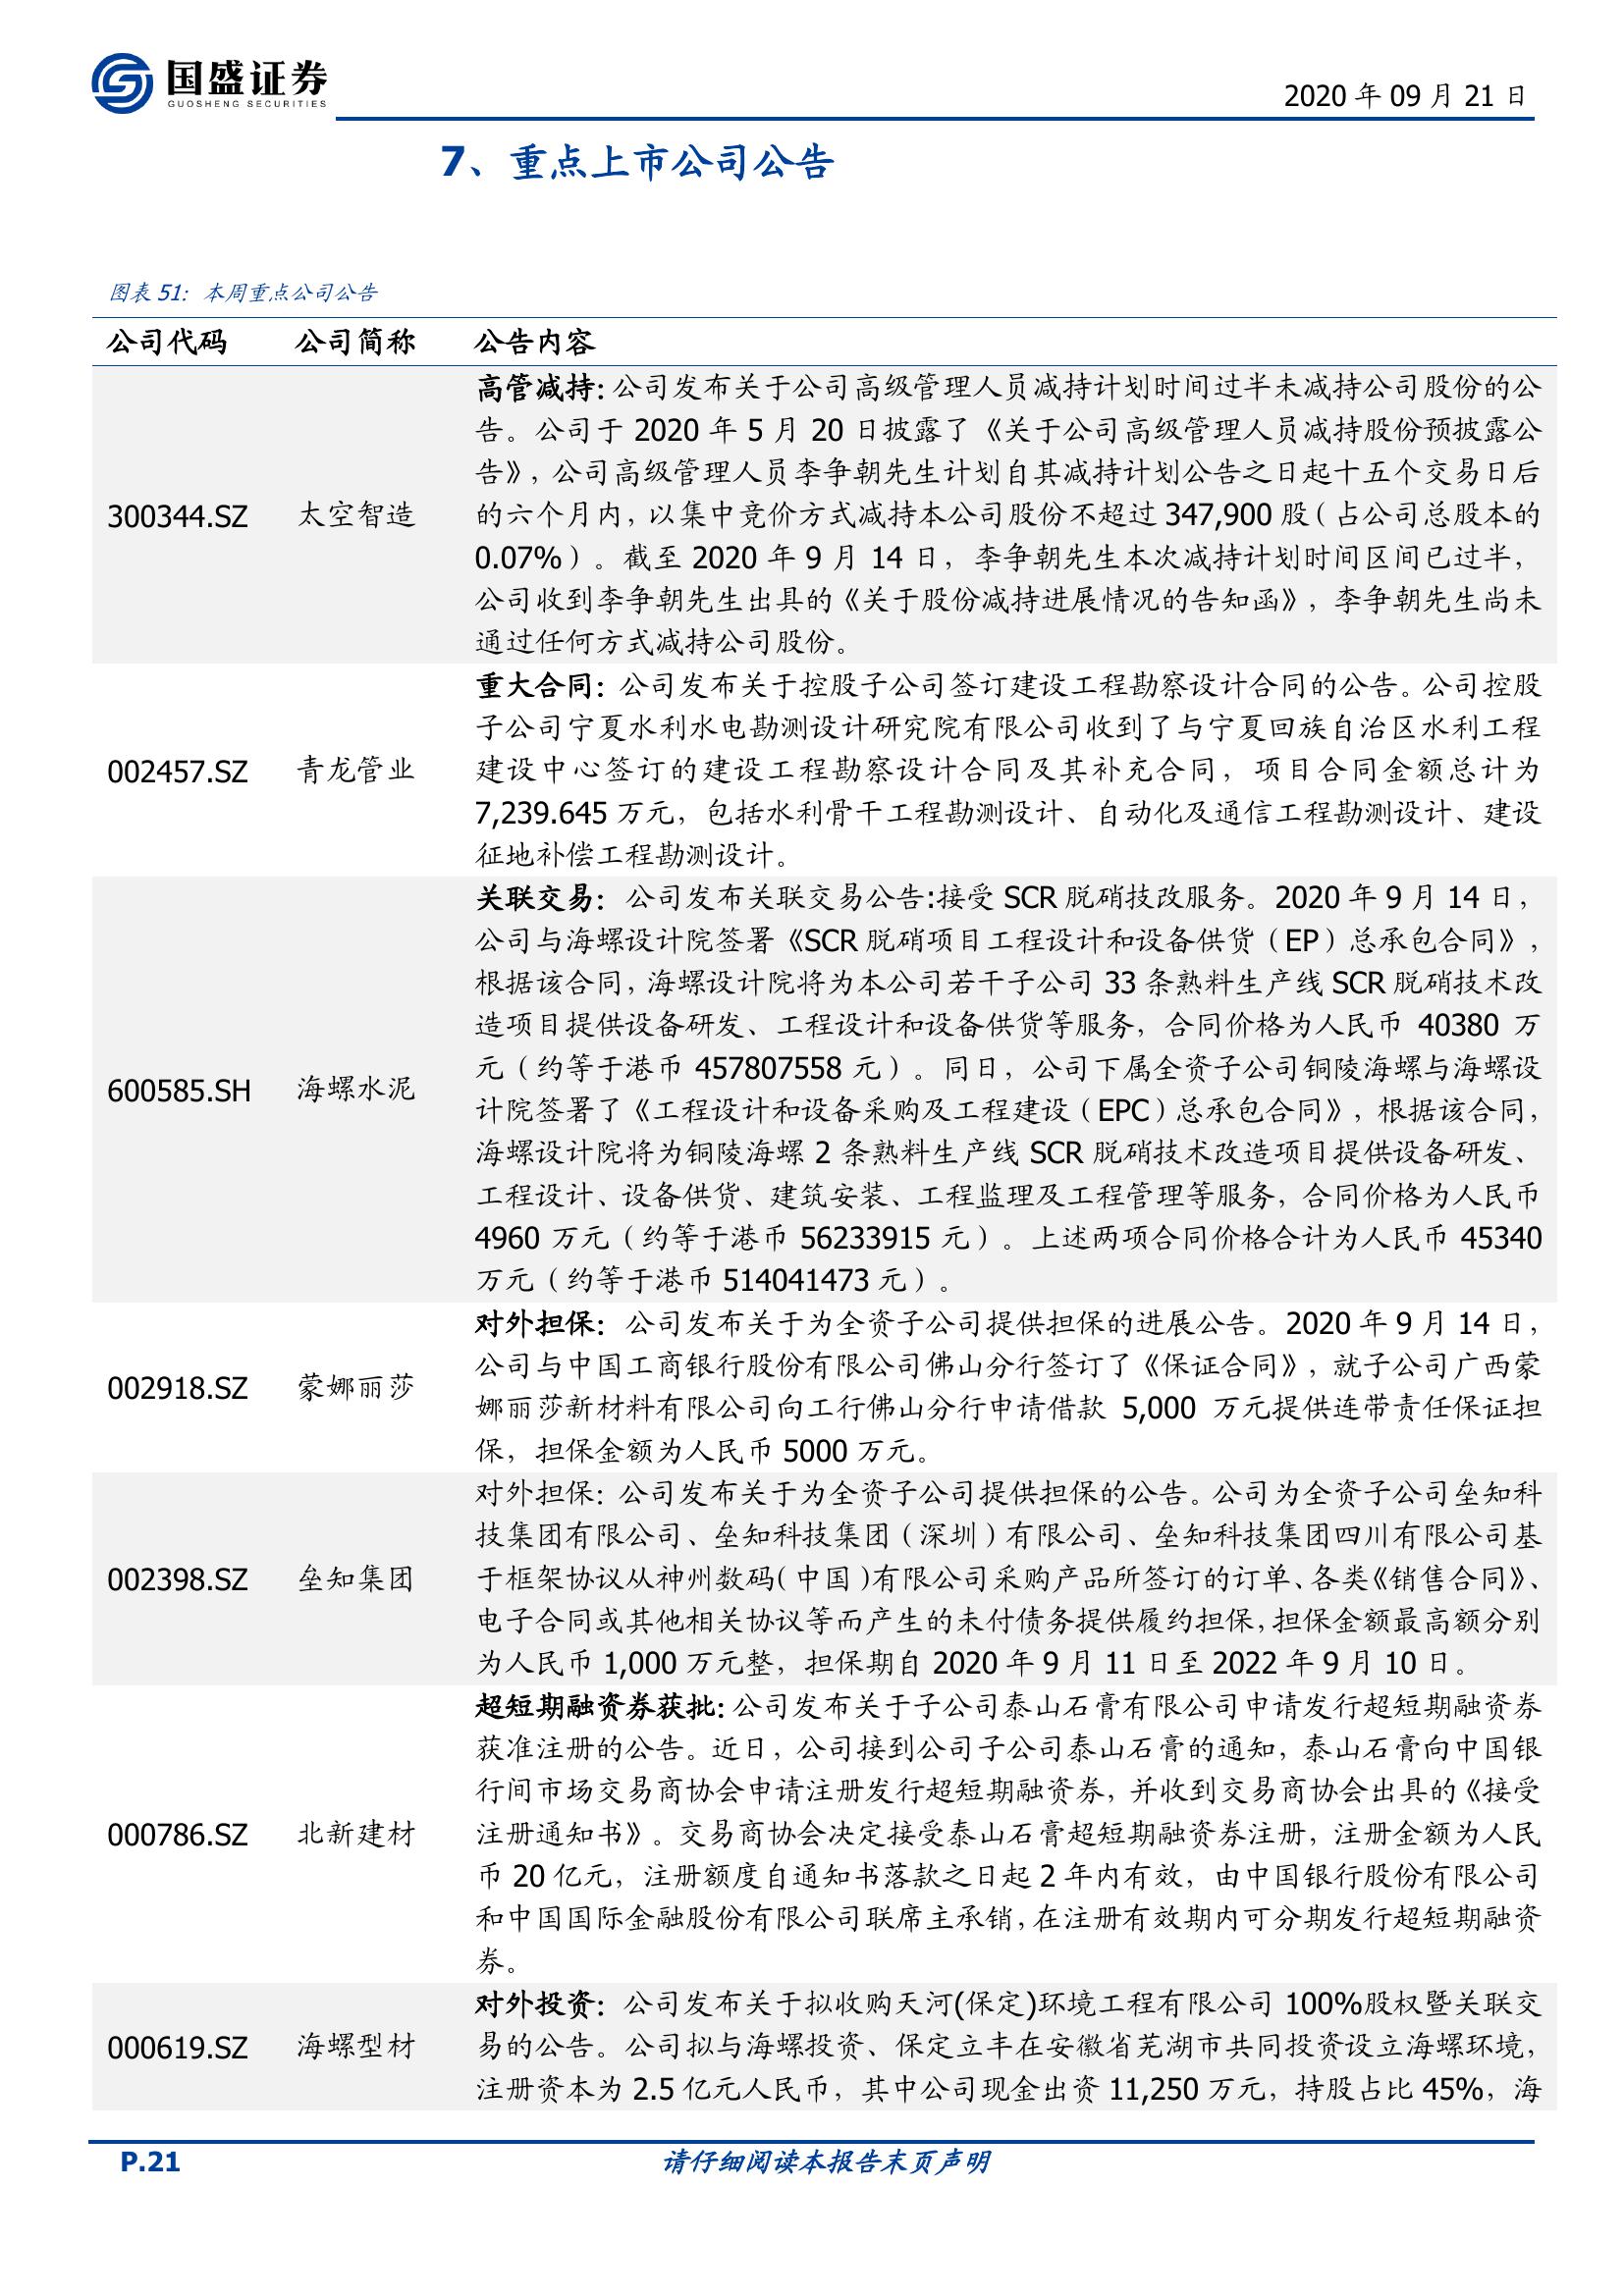 国盛证券
GUOSHENG SECURITIES
2020 年 09 月 21 日
7、重点上市公司公告
图表 51：本周重点公司公告
公司代码 公司简称 公告内容
300344.SZ 太空智造
高管减持：公司发布关于公司高级管理人员减持计划时间过半未减持公司股份的公
告。公司于 2020 年 5 月 20 日披露了《关于公司高级管理人员减持股份预披露公
告》，公司高级管理人员李争朝先生计划自其减持计划公告之日起十五个交易日后
的六个月内，以集中竞价方式减持本公司股份不超过 347,900 股（占公司总股本的
0.07%）。截至 2020 年 9 月 14 日，李争朝先生本次减持计划时间区间已过半，
公司收到李争朝先生出具的《关于股份减持进展情况的告知函》，李争朝先生尚未
通过任何方式减持公司股份。
002457.SZ 青龙管业
重大合同：公司发布关于控股子公司签订建设工程勘察设计合同的公告。公司控股
子公司宁夏水利水电勘测设计研究院有限公司收到了与宁夏回族自治区水利工程
建设中心签订的建设工程勘察设计合同及其补充合同，项目合同金额总计为
7,239.645 万元，包括水利骨干工程勘测设计、自动化及通信工程勘测设计、建设
征地补偿工程勘测设计。
600585.SH 海螺水泥
关联交易：公司发布关联交易公告:接受 SCR 脱硝技改服务。2020 年 9 月 14 日，
公司与海螺设计院签署《SCR 脱硝项目工程设计和设备供货（EP）总承包合同》，
根据该合同，海螺设计院将为本公司若干子公司 33 条熟料生产线 SCR 脱硝技术改
造项目提供设备研发、工程设计和设备供货等服务，合同价格为人民币 40380 万
元（约等于港币 457807558 元）。同日，公司下属全资子公司铜陵海螺与海螺设
计院签署了《工程设计和设备采购及工程建设（EPC）总承包合同》，根据该合同，
海螺设计院将为铜陵海螺 2 条熟料生产线 SCR 脱硝技术改造项目提供设备研发、
工程设计、设备供货、建筑安装、工程监理及工程管理等服务，合同价格为人民币
4960 万元（约等于港币 56233915 元）。上述两项合同价格合计为人民币 45340
万元（约等于港币 514041473 元）。
002918.SZ 蒙娜丽莎
对外担保：公司发布关于为全资子公司提供担保的进展公告。2020 年 9 月 14 日，
公司与中国工商银行股份有限公司佛山分行签订了《保证合同》，就子公司广西蒙
娜丽莎新材料有限公司向工行佛山分行申请借款 5,000 万元提供连带责任保证担
保，担保金额为人民币 5000 万元。
002398.SZ 垒知集团
对外担保：公司发布关于为全资子公司提供担保的公告。公司为全资子公司垒知科
技集团有限公司、垒知科技集团（深圳）有限公司、垒知科技集团四川有限公司基
于框架协议从神州数码（中国）有限公司采购产品所签订的订单、各类《销售合同》、
电子合同或其他相关协议等而产生的未付债务提供履约担保，担保金额最高额分别
为人民币 1,000 万元整，担保期自 2020 年 9 月 11 日至 2022 年 9 月 10 日。
000786.SZ 北新建材
超短期融资券获批：公司发布关于子公司泰山石膏有限公司申请发行超短期融资券
获准注册的公告。近日，公司接到公司子公司泰山石膏的通知，泰山石膏向中国银
行间市场交易商协会申请注册发行超短期融资券，并收到交易商协会出具的《接受
注册通知书》。交易商协会决定接受泰山石膏超短期融资券注册，注册金额为人民
币 20 亿元，注册额度自通知书落款之日起 2 年内有效，由中国银行股份有限公司
和中国国际金融股份有限公司联席主承销，在注册有效期内可分期发行超短期融资
券。
000619.SZ 海螺型材
对外投资：公司发布关于拟收购天河(保定)环境工程有限公司 100%股权暨关联交
易的公告。公司拟与海螺投资、保定立丰在安徽省芜湖市共同投资设立海螺环境，
注册资本为 2.5 亿元人民币，其中公司现金出资 11,250 万元，持股占比 45%，海
P.21 请仔细阅读本报告末页声明